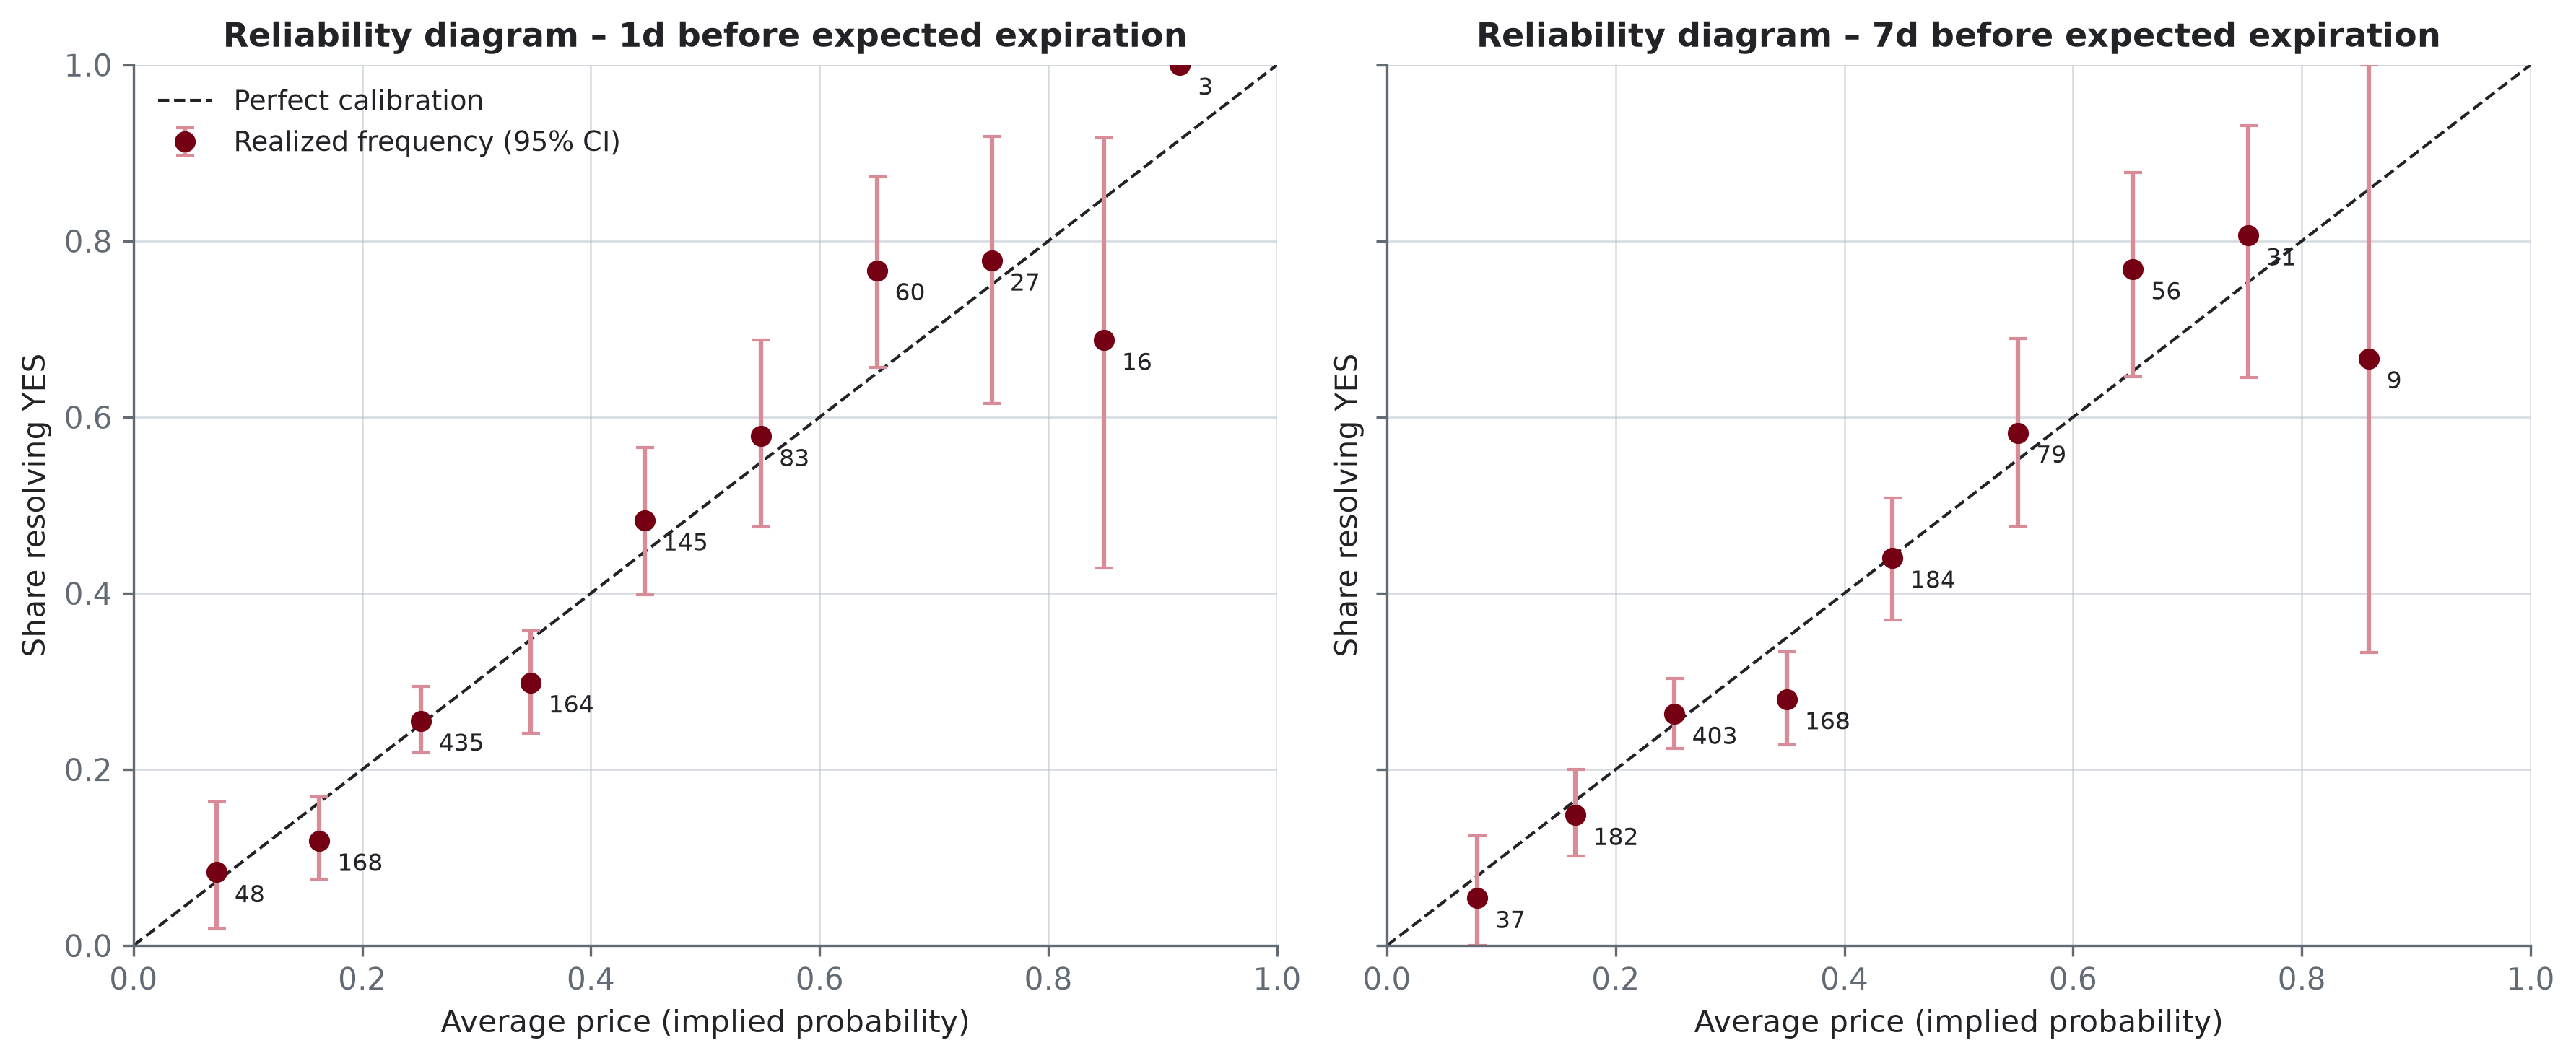 Reliability diagram – 1d before expected expiration
Perfect calibration
Realized frequency (95% CI)
Share resolving YES
1.0
0.8
0.6
0.4
0.2
0.0
48
168
435
164
145
83
60
27
16
3
0.0 0.2 0.4 0.6 0.8 1.0
Average price (implied probability)
Reliability diagram – 7d before expected expiration
Share resolving YES
37
182
403
168
184
79
56
31
9
0.0 0.2 0.4 0.6 0.8 1.0
Average price (implied probability)